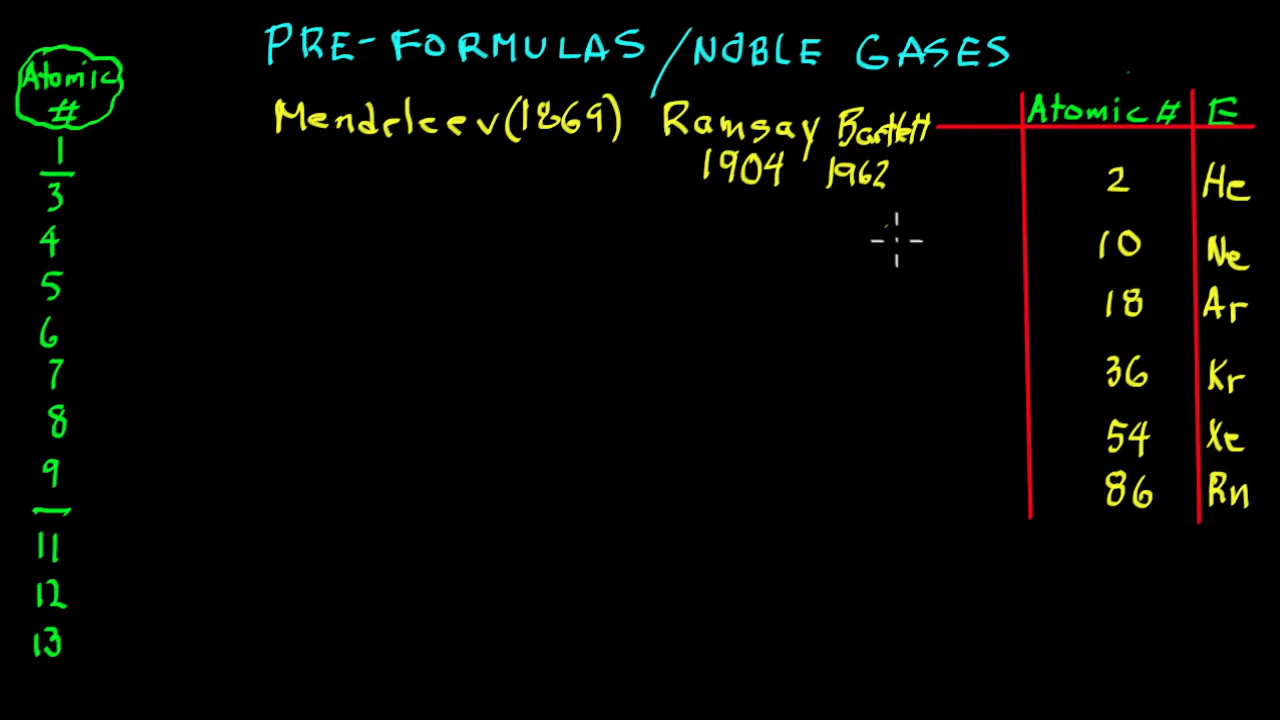 PRE-FORMULAS / NOBLE GASES
Atomic
#
Mendeleev (1869) Ramsay Bartlett
1904 1962
1
3
4
5
6
7
8
9
11
12
13
Atomic # E
2 He
10 Ne
18 Ar
36 Kr
54 Xe
86 Rn